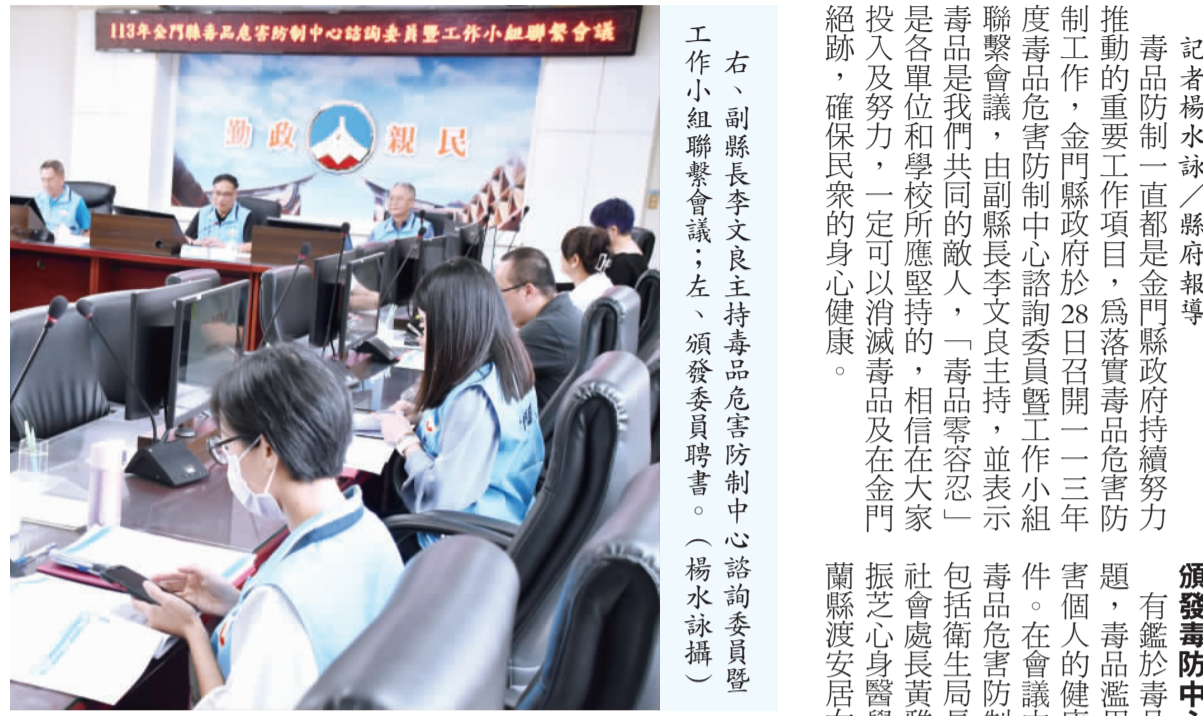 113年金門縣毒品危害防制中心諮詢委員暨工作小組聯繫會議
勤政 親民
右、副縣長李文良主持毒品危害防制中心諮詢委員暨
工作小組聯繫會議；左、頒發委員聘書。（楊水詠攝）
記者楊水詠／縣府報導
毒品防制一直都是金門縣政府持續努力
推動的重要工作項目，爲落實毒品危害防
制工作，金門縣政府於28日召開一一三年
度毒品危害防制中心諮詢委員暨工作小組
聯繫會議，由副縣長李文良主持，並表示
毒品是我們共同的敵人，「毒品零容忍」
是各單位和學校所應堅持的，相信在大家
投入及努力，一定可以消滅毒品及在金門
絕跡，確保民衆的身心健康。
頒發毒防中心
有鑑於毒品
題，毒品濫用
害個人的健康
件。在會議中
毒品危害防制
包括衛生局長
社會處長黃雅
振芝心身醫學
蘭縣渡安居